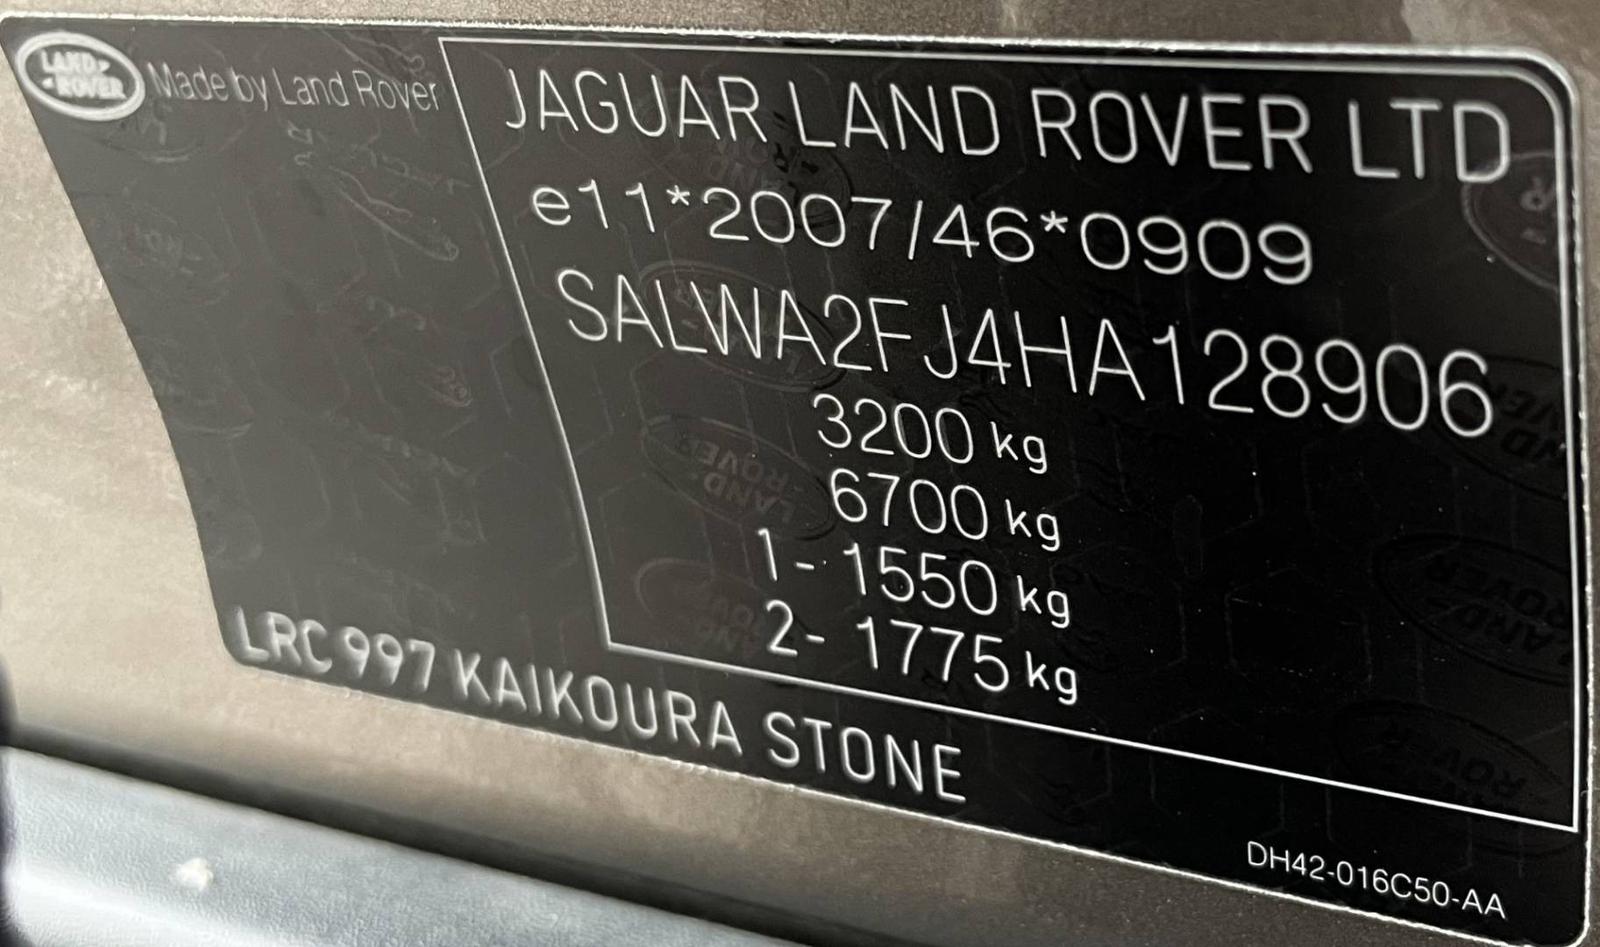 LAND ROVER Made by Land Rover
JAGUAR LAND ROVER LTD
e11*2007/46*0909
SALWA2FJ4HA128906
3200 kg
6700 kg
1- 1550 kg
2- 1775 kg
LRC 997 KAIKOURA STONE
DH42-016C50-AA